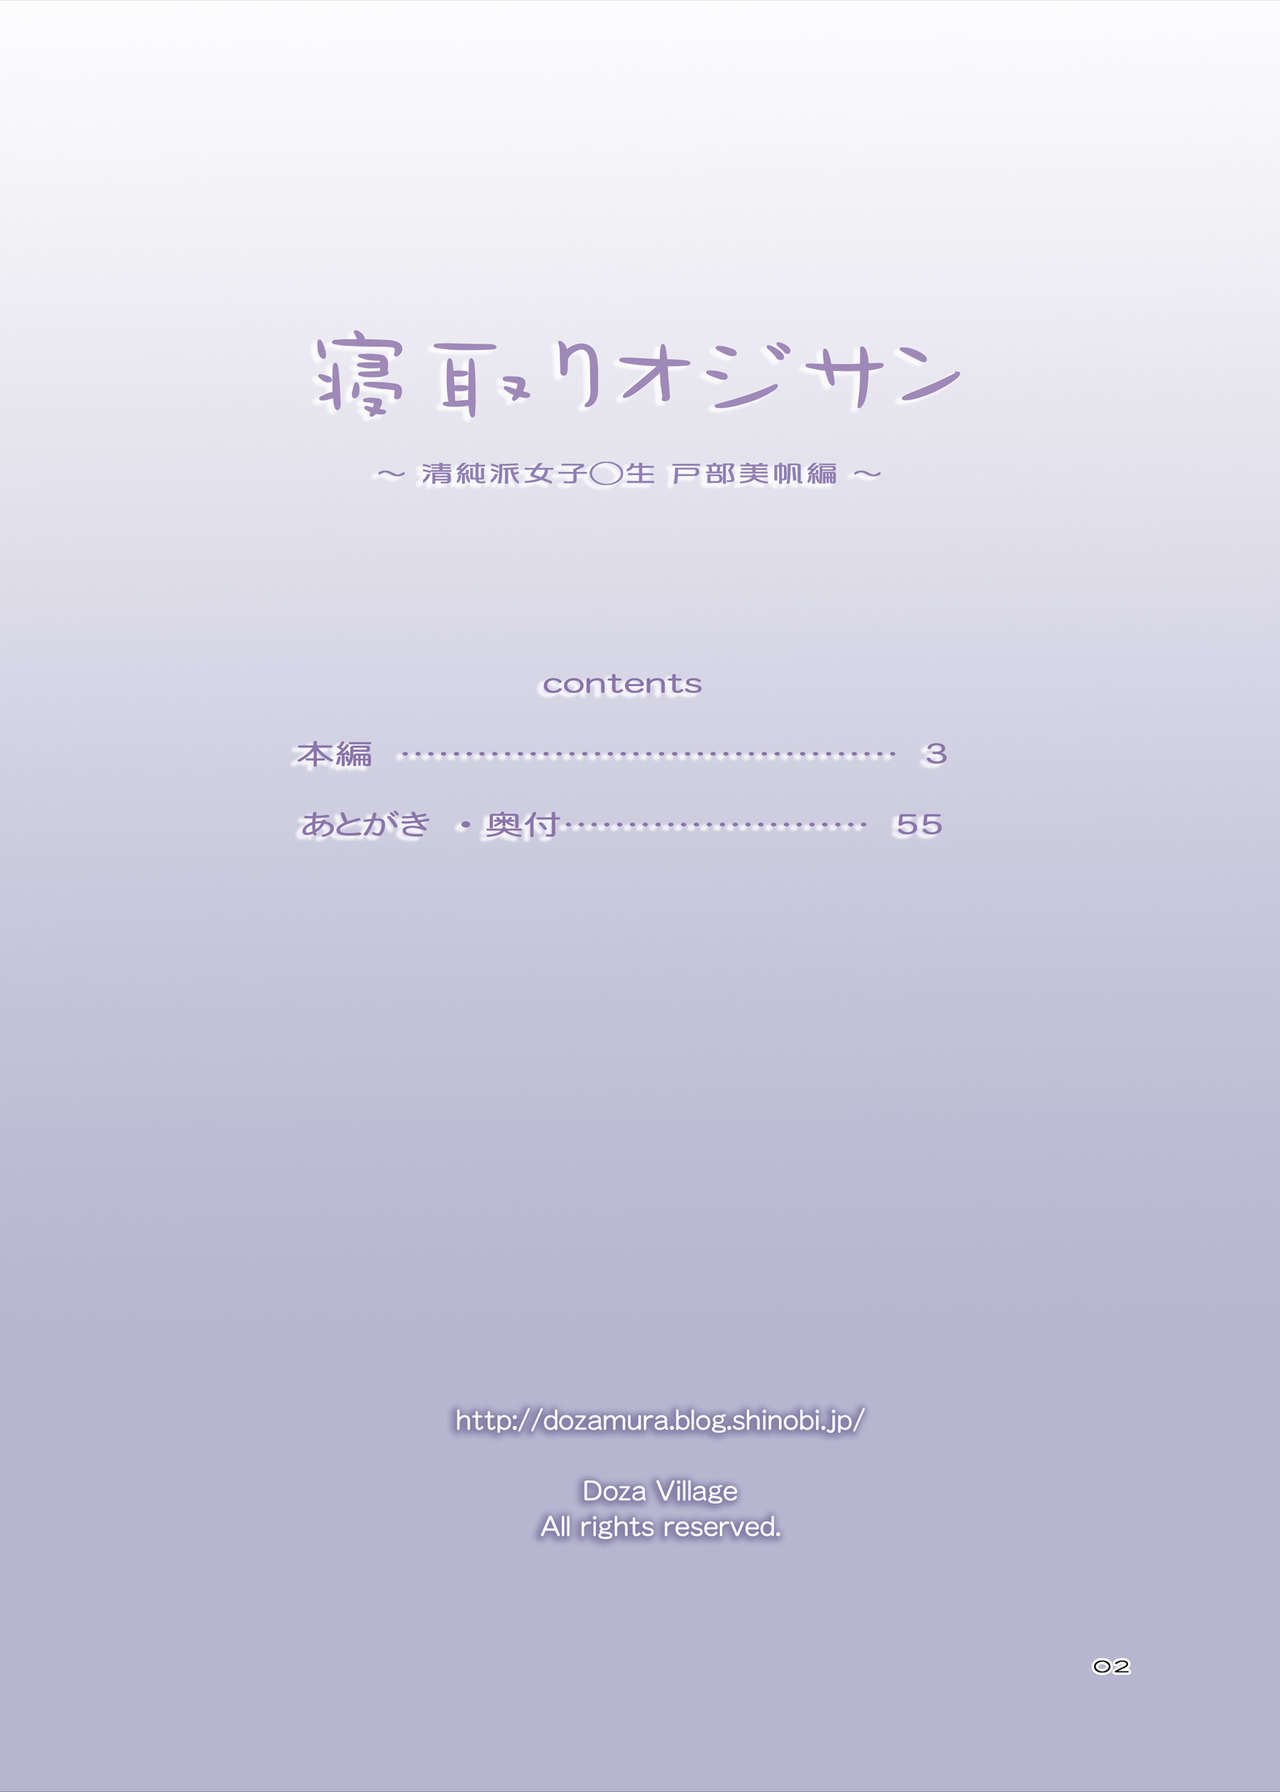 寝取りオジサン
～ 清純派女子◯生 戸部美帆編 ～
contents
本編 …………………………………… 3
あとがき ・奥付…………………… 55
http://dozamura.blog.shinobi.jp/
Doza Village
All rights reserved.
02